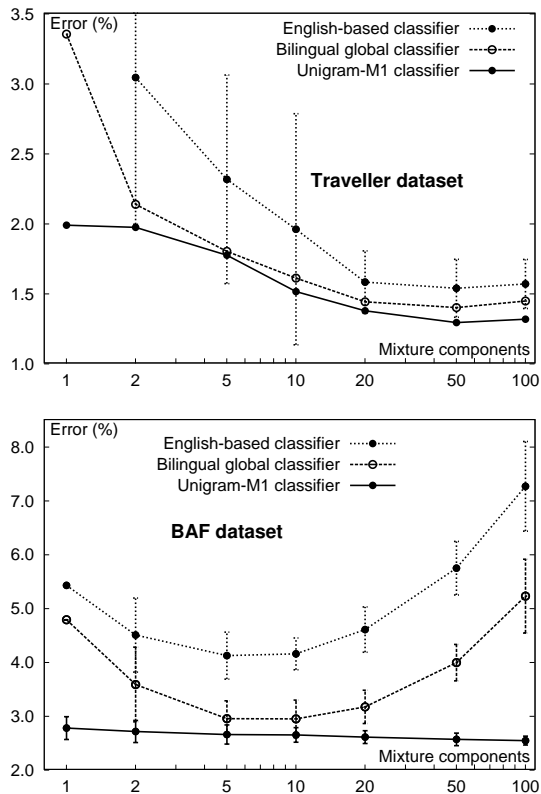 Error (%)
3.5
English-based classifier
Bilingual global classifier
Unigram-M1 classifier
3.0
2.5
Traveller dataset
2.0
1.5
Mixture components
1.0
1 2 5 10 20 50 100
Error (%)
8.0
English-based classifier
Bilingual global classifier
Unigram-M1 classifier
7.0
BAF dataset
6.0
5.0
4.0
3.0
Mixture components
2.0
1 2 5 10 20 50 100